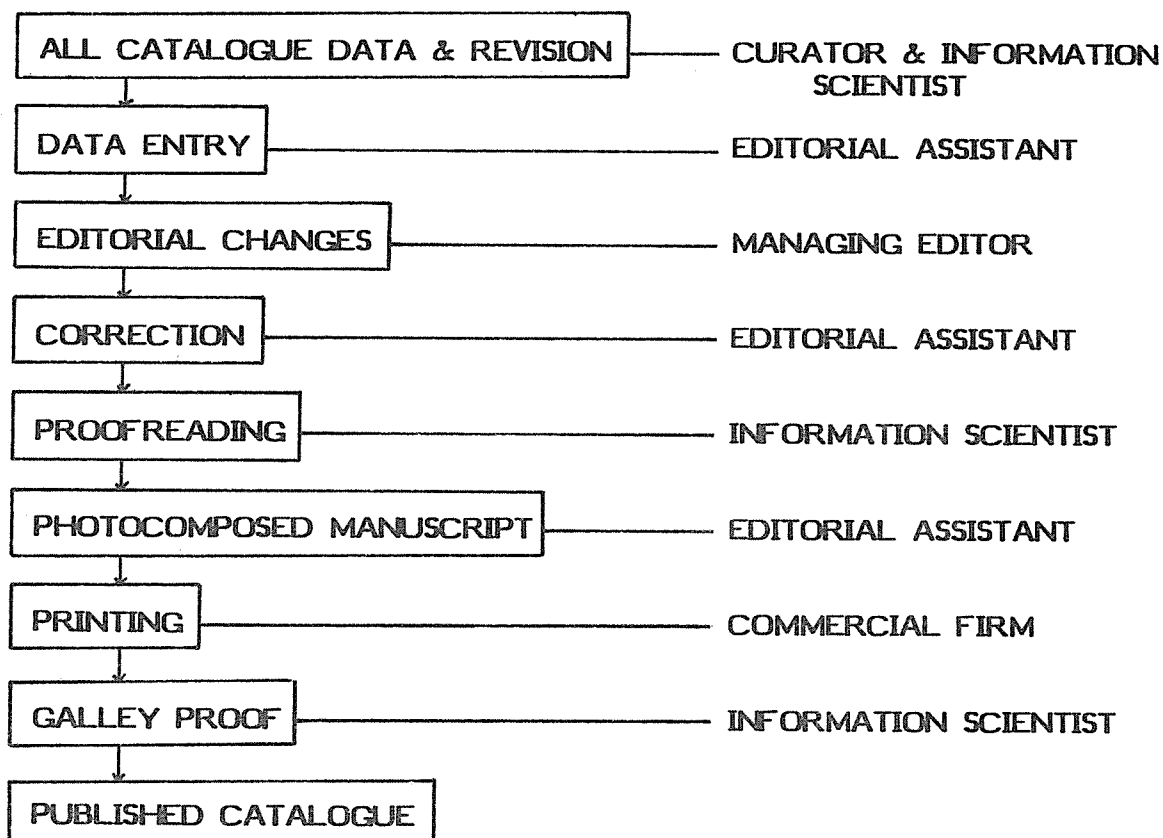 ALL CATALOGUE DATA & REVISION
CURATOR & INFORMATION
SCIENTIST
DATA ENTRY
EDITORIAL ASSISTANT
EDITORIAL CHANGES
MANAGING EDITOR
CORRECTION
EDITORIAL ASSISTANT
PROOFREADING
INFORMATION SCIENTIST
PHOTOCOMPOSED MANUSCRIPT
EDITORIAL ASSISTANT
PRINTING
COMMERCIAL FIRM
GALLEY PROOF
INFORMATION SCIENTIST
PUBLISHED CATALOGUE